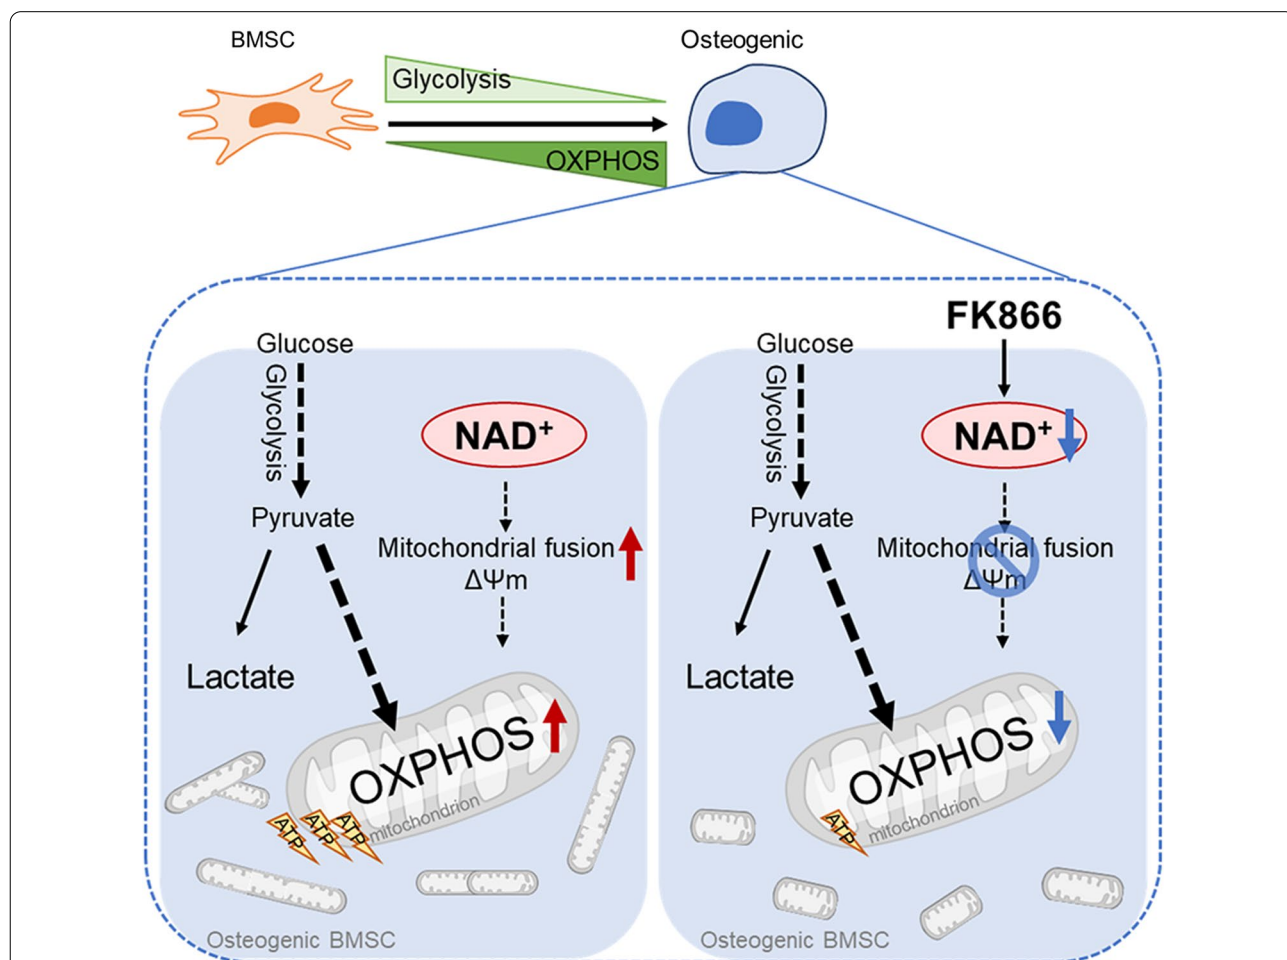 BMSC
Osteogenic
Glycolysis
OXPHOS
FK866
Glucose
Glycolysis
NAD⁺
Pyruvate
Mitochondrial fusion
ΔΨm
Lactate
OXPHOS
mitochondrion
ATP
ATP
ATP
Osteogenic BMSC
Glucose
Glycolysis
NAD⁺
Pyruvate
Mitochondrial fusion
ΔΨm
Lactate
OXPHOS
mitochondrion
ATP
Osteogenic BMSC